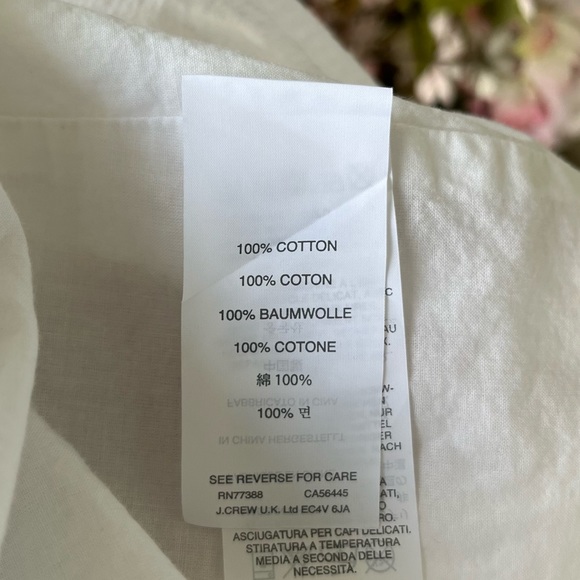 100% COTTON
100% COTON
100% BAUMWOLLE
100% COTONE
綿 100%
100% 면
SEE REVERSE FOR CARE
RN77388 CA56445
J.CREW U.K. Ltd EC4V 6JA
ASCIUGATURA PER CAPI DELICATI.
STIRATURA A TEMPERATURA
MEDIA A SECONDA DELLE
NECESSITÀ.